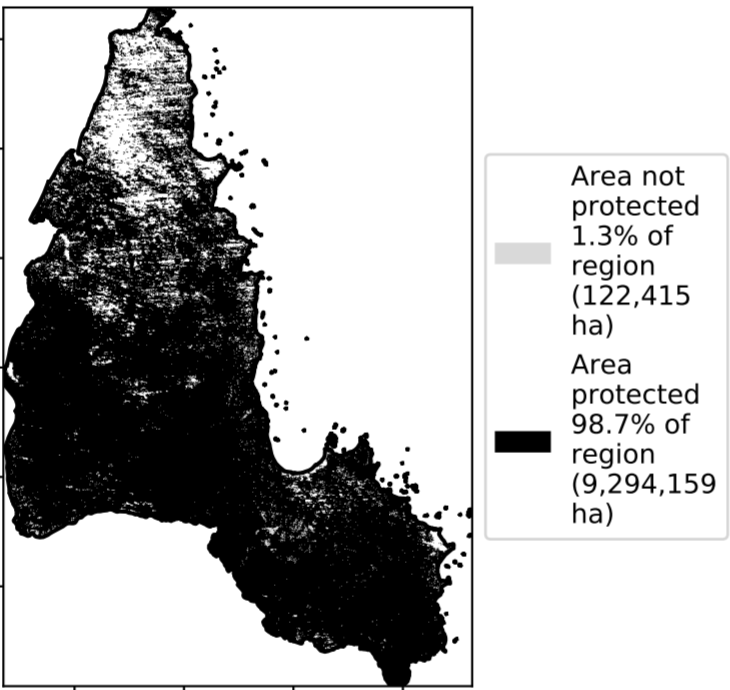 Area not
protected
1.3% of
region
(122,415
ha)
Area
protected
98.7% of
region
(9,294,159
ha)